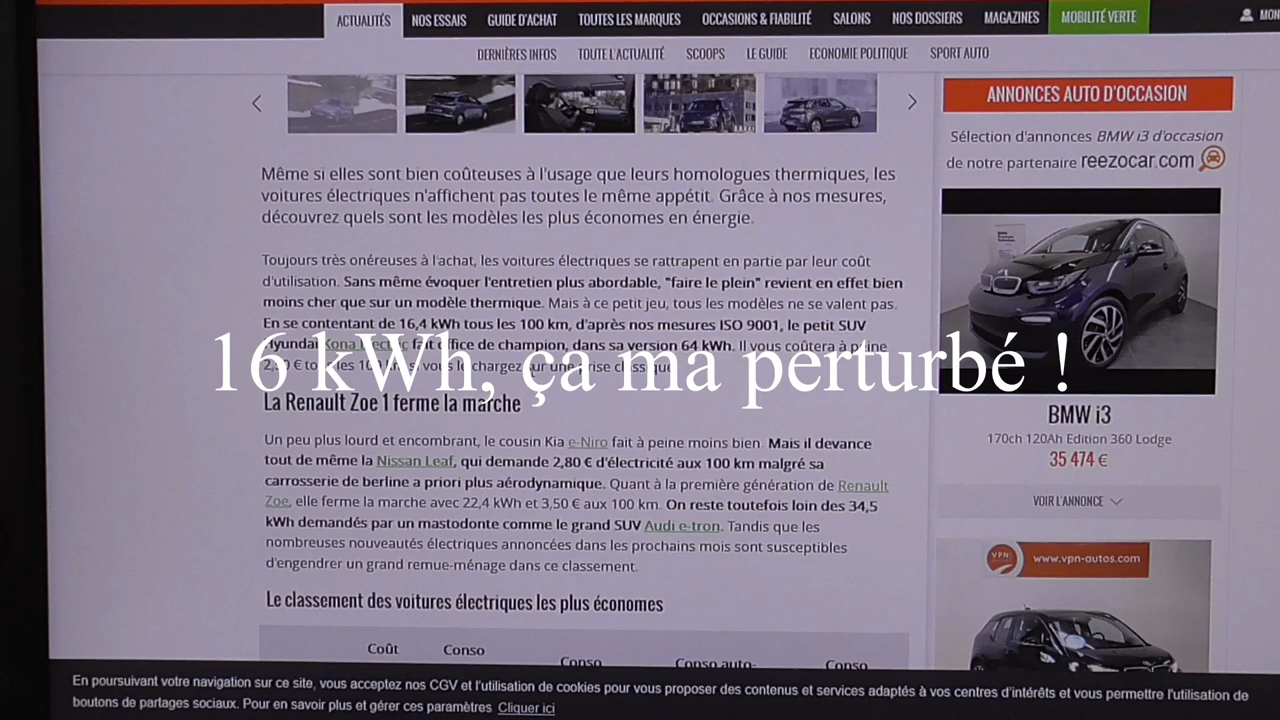 ACTUALITÉS NOS ESSAIS GUIDE D'ACHAT TOUTES LES MARQUES OCCASIONS & FIABILITÉ SALONS NOS DOSSIERS MAGAZINES MOBILITÉ VERTE MON
DERNIÈRES INFOS TOUTE L'ACTUALITÉ SCOOPS LE GUIDE ECONOMIE POLITIQUE SPORT AUTO
Même si elles sont bien coûteuses à l'usage que leurs homologues thermiques, les
voitures électriques n'affichent pas toutes le même appétit. Grâce à nos mesures,
découvrez quels sont les modèles les plus économes en énergie.
Toujours très onéreuses à l'achat, les voitures électriques se rattrapent en partie par leur coût
d'utilisation. Sans même évoquer l'entretien plus abordable, "faire le plein" revient en effet bien
moins cher que sur un modèle thermique. Mais à ce petit jeu, tous les modèles ne se valent pas.
En se contentant de 16,4 kWh tous les 100 km, d'après nos mesures ISO 9001, le petit SUV
Hyundai Kona Electric fait office de champion, dans sa version 64 kWh. Il vous coûtera à peine
€ tous les 100 km si vous le chargez sur une prise classique
16 kWh, ça ma perturbé !
La Renault Zoe 1 ferme la marche
Un peu plus lourd et encombrant, le cousin Kia e-Niro fait à peine moins bien. Mais il devance
tout de même la Nissan Leaf, qui demande 2,80 € d'électricité aux 100 km malgré sa
carrosserie de berline a priori plus aérodynamique. Quant à la première génération de Renault
Zoe, elle ferme la marche avec 22,4 kWh et 3,50 € aux 100 km. On reste toutefois loin des 34,5
kWh demandés par un mastodonte comme le grand SUV Audi e-tron. Tandis que les
nombreuses nouveautés électriques annoncées dans les prochains mois sont susceptibles
d'engendrer un grand remue-ménage dans ce classement.
Le classement des voitures électriques les plus économes
Coût Conso
Conso Conso auto- Conso
ANNONCES AUTO D'OCCASION
Sélection d'annonces BMW i3 d'occasion
de notre partenaire reezocar.com
BMW i3
170ch 120Ah Edition 360 Lodge
35 474 €
VOIR L'ANNONCE
VPN www.vpn-autos.com
En poursuivant votre navigation sur ce site, vous acceptez nos CGV et l'utilisation de cookies pour vous proposer des contenus et services adaptés à vos centres d'intérêts et vous permettre l'utilisation de
boutons de partages sociaux. Pour en savoir plus et gérer ces paramètres Cliquer ici